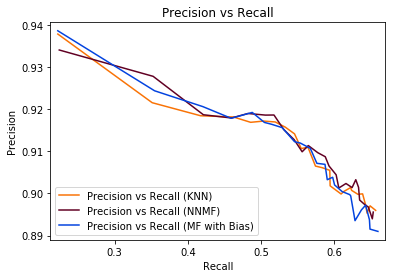 Precision vs Recall
0.94
0.93
0.92
0.91
0.90
0.89
Precision
Precision vs Recall (KNN)
Precision vs Recall (NNMF)
Precision vs Recall (MF with Bias)
0.3 0.4 0.5 0.6
Recall